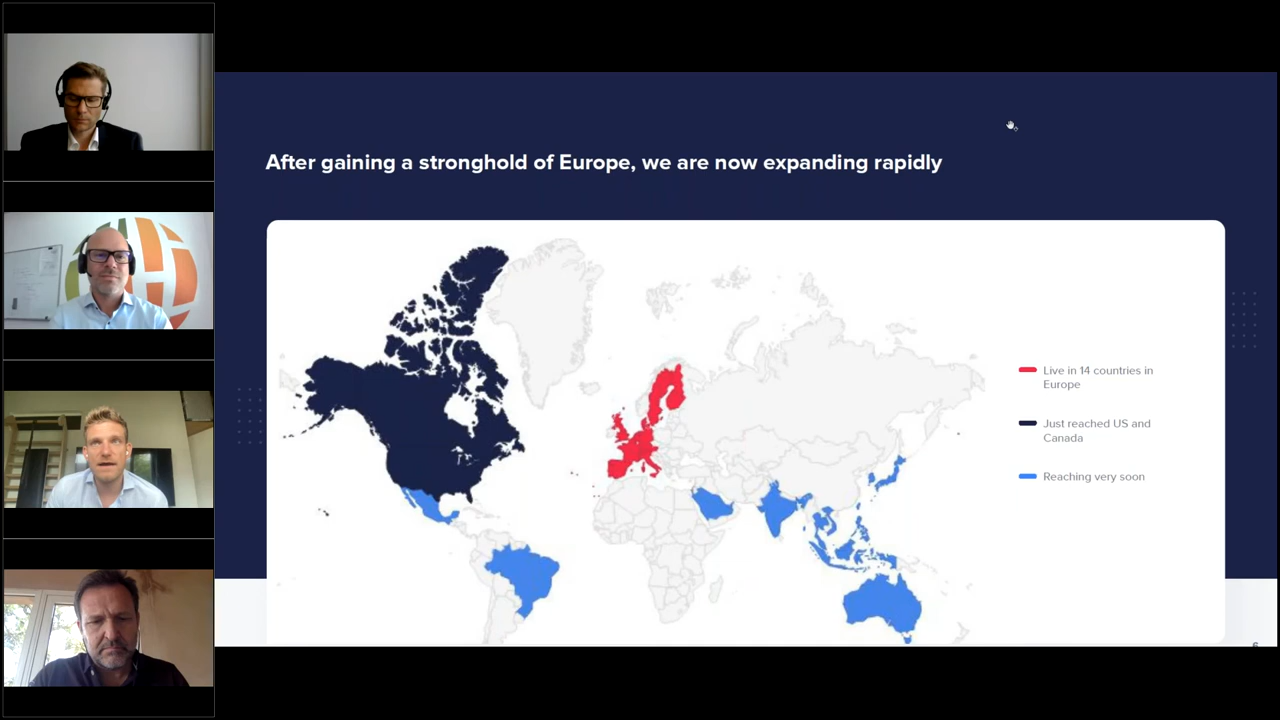 After gaining a stronghold of Europe, we are now expanding rapidly
Live in 14 countries in
Europe
Just reached US and
Canada
Reaching very soon